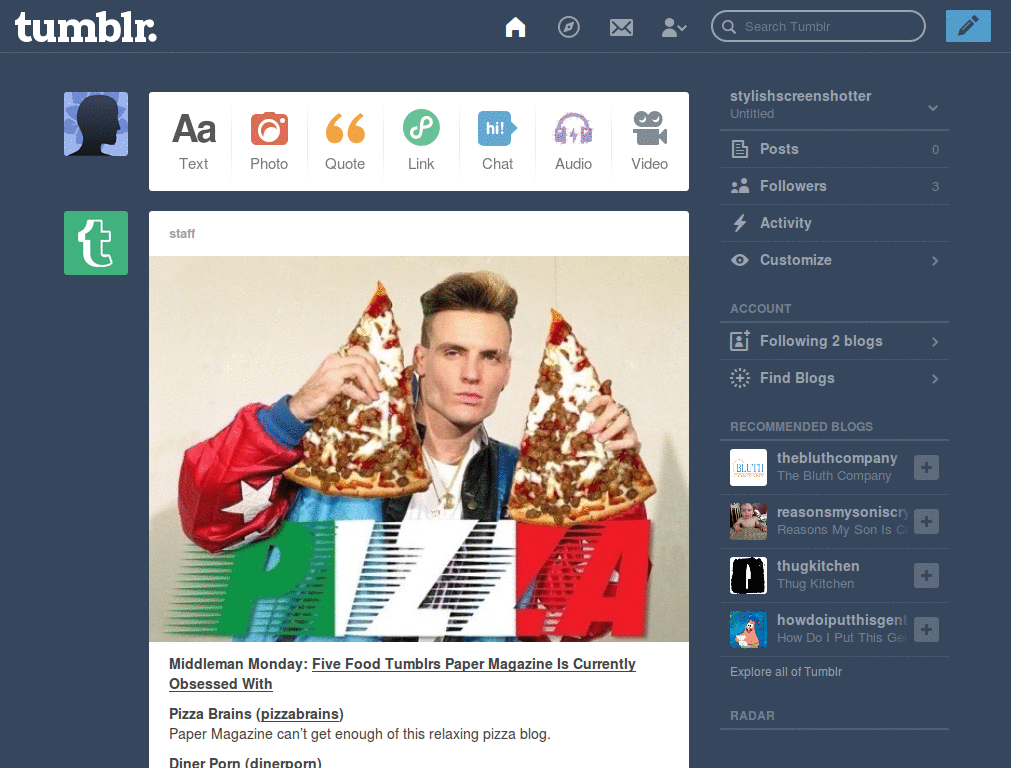 tumblr.
Search Tumblr
Aa
hi!
Text
Photo
Quote
Link
Chat
Audio
Video
staff
PIZZA
Middleman Monday: Five Food Tumblrs Paper Magazine Is Currently
Obsessed With
Pizza Brains (pizzabrains)
Paper Magazine can't get enough of this relaxing pizza blog.
Diner Porn (dinerporn)
stylishscreenshotter
Untitled
Posts 0
Followers 3
Activity
Customize
ACCOUNT
Following 2 blogs
Find Blogs
RECOMMENDED BLOGS
BLUTH
COMPANY
thebluthcompany
The Bluth Company
reasonsmysoniscry
Reasons My Son Is C
thugkitchen
Thug Kitchen
howdoiputthisgent
How Do I Put This Ge
Explore all of Tumblr
RADAR